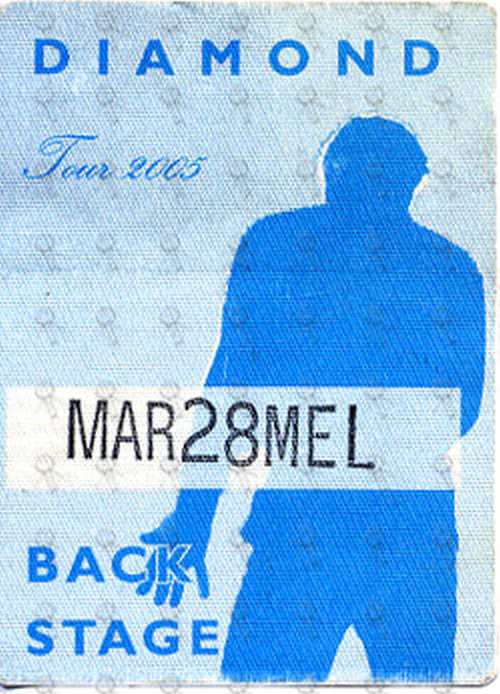 DIAMOND
Tour 2005
MAR28MEL
BACK
STAGE